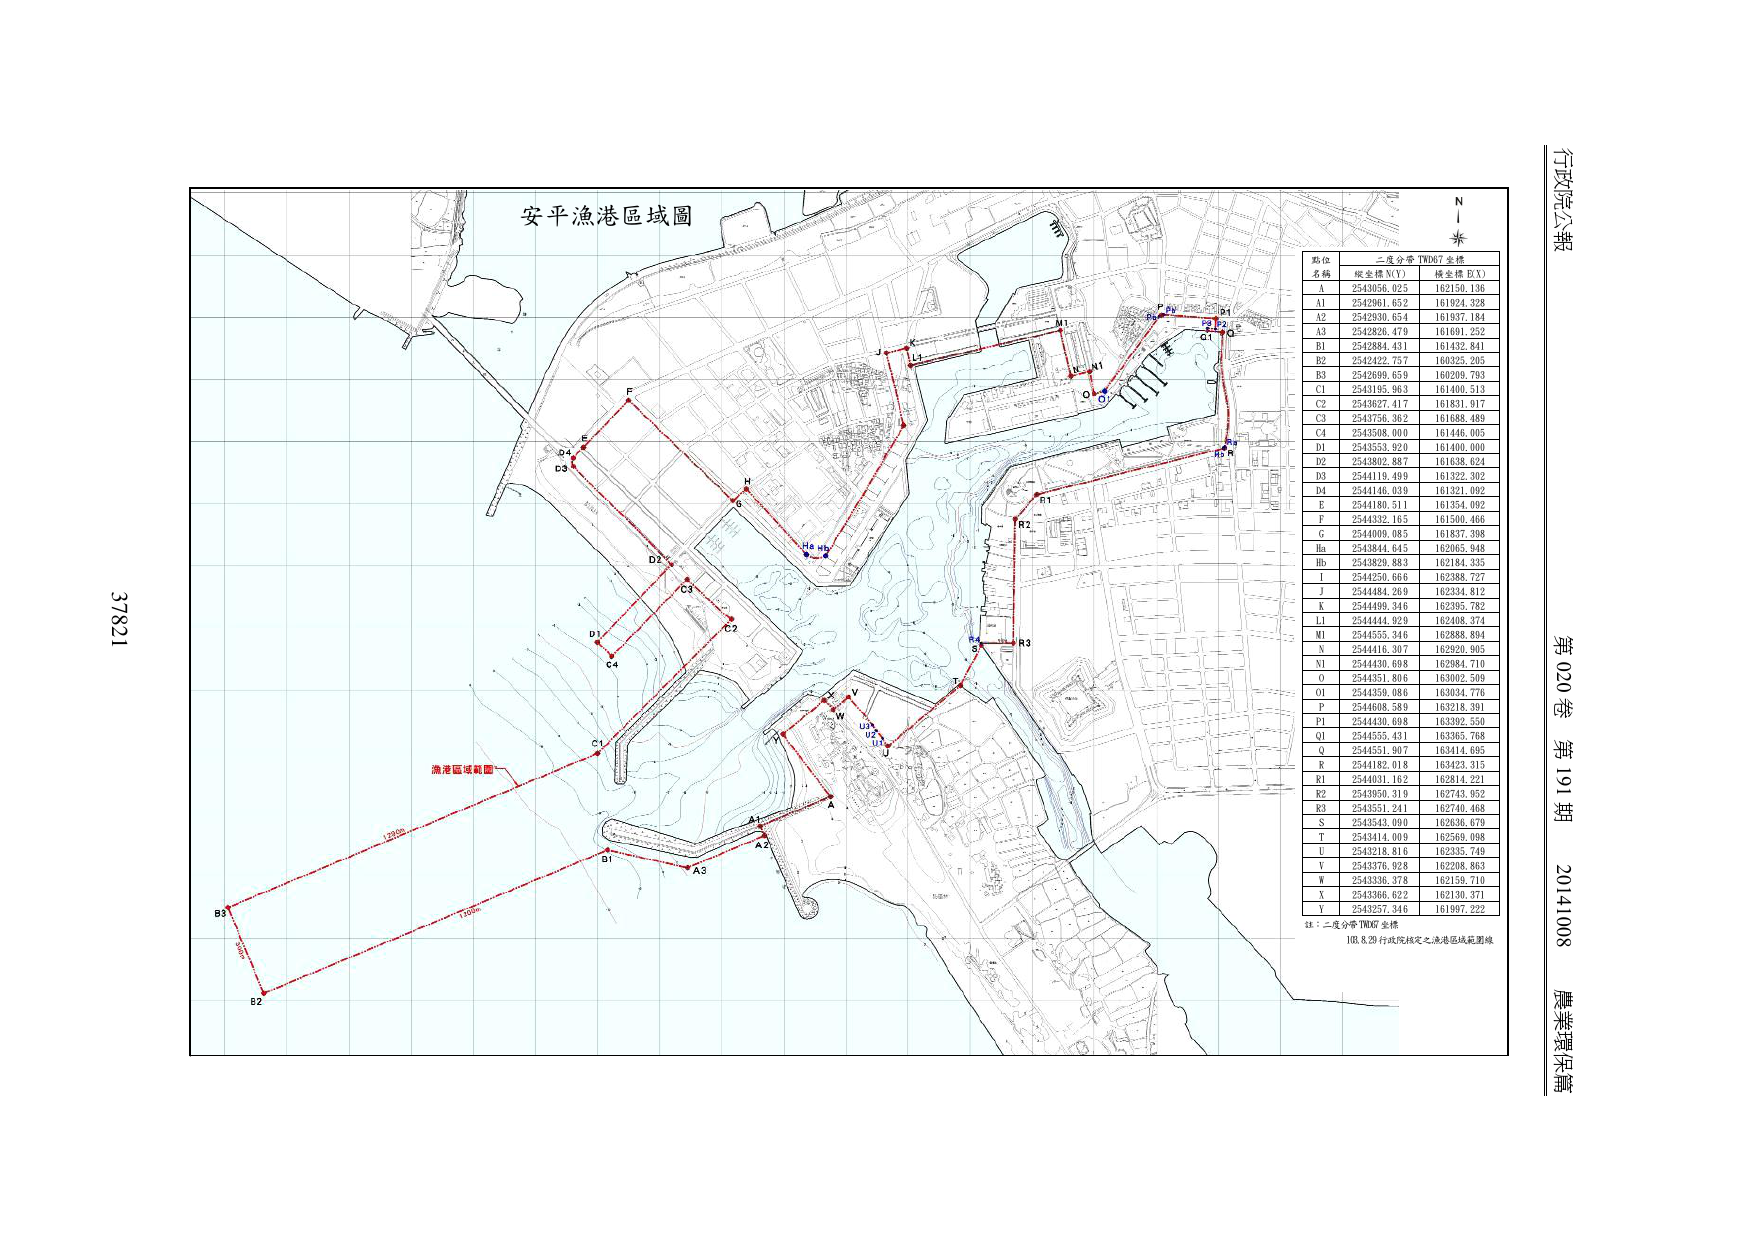 行政院公報
第 020 卷 第 191 期 20141008 農業環保篇
37821
安平漁港區域圖
N
點位名稱 二度分帶 TWD67 坐標
縱坐標 N(Y) 橫坐標 E(X)
A 2543056.025 162150.136
A1 2542961.652 161924.328
A2 2542930.654 161937.184
A3 2542826.479 161691.252
B1 2542884.431 161432.841
B2 2542422.757 160325.205
B3 2542699.659 160209.793
C1 2543195.963 161400.513
C2 2543627.417 161831.917
C3 2543756.362 161688.489
C4 2543508.000 161446.005
D1 2543553.920 161400.000
D2 2543802.887 161638.624
D3 2544119.499 161322.302
D4 2544146.039 161321.092
E 2544180.511 161354.092
F 2544332.165 161500.466
G 2544009.085 161837.398
Ha 2543844.645 162065.948
Hb 2543829.883 162184.335
I 2544250.666 162388.727
J 2544484.269 162334.812
K 2544499.346 162395.782
L1 2544444.929 162408.374
M1 2544555.346 162888.894
N 2544416.307 162920.905
N1 2544430.698 162984.710
O 2544351.806 163002.509
O1 2544359.086 163034.776
P 2544608.589 163218.391
P1 2544430.698 163392.550
Q1 2544555.431 163365.768
Q 2544551.907 163414.695
R 2544182.018 163423.315
R1 2544031.162 162814.221
R2 2543950.319 162743.952
R3 2543551.241 162740.468
S 2543543.090 162636.679
T 2543414.009 162569.098
U 2543218.816 162335.749
V 2543376.928 162208.863
W 2543336.378 162159.710
X 2543366.622 162130.371
Y 2543257.346 161997.222
註：二度分帶 TWD67 坐標
103.8.29 行政院核定之漁港區域範圍線
P
Pa
Pb
P1
P3 P2
Q1
Q
M1
K
J
L1
N
N1
O
O1
F
E
D4
D3
Ra
Rb
R
H
G
R1
R2
Ha Hb
D2
C3
C2
D1
C4
R4
S
R3
T
X
V
W
U3
U2
U1
U
Y
C1
漁港區域範圍
A
A1
A2
1200m
B1
A3
B3
1200m
300m
B2